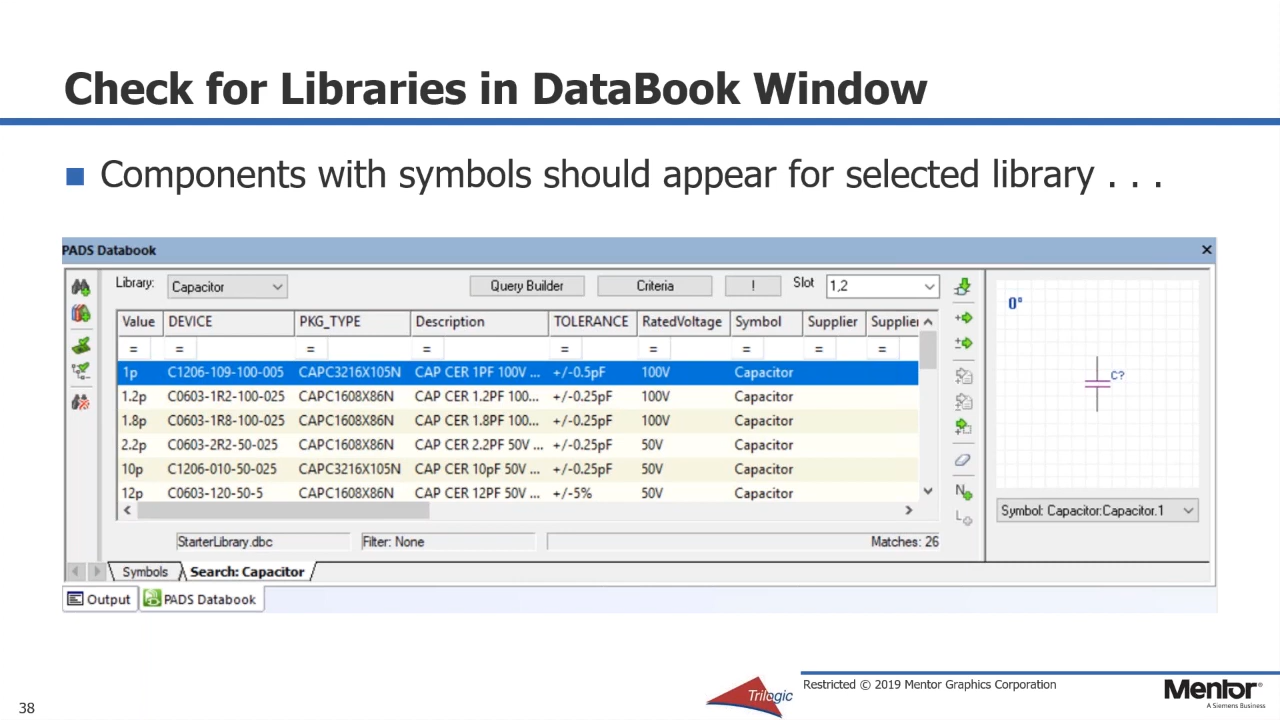 Check for Libraries in DataBook Window
Components with symbols should appear for selected library . . .
PADS Databook
Library: Capacitor Query Builder Criteria ! Slot 1,2
Value DEVICE PKG_TYPE Description TOLERANCE RatedVoltage Symbol Supplier Supplier
= = = = = = = = =
1p C1206-109-100-005 CAPC3216X105N CAP CER 1PF 100V ... +/-0.5pF 100V Capacitor
1.2p C0603-1R2-100-025 CAPC1608X86N CAP CER 1.2PF 100... +/-0.25pF 100V Capacitor
1.8p C0603-1R8-100-025 CAPC1608X86N CAP CER 1.8PF 100... +/-0.25pF 100V Capacitor
2.2p C0603-2R2-50-025 CAPC1608X86N CAP CER 2.2PF 50V ... +/-0.25pF 50V Capacitor
10p C1206-010-50-025 CAPC3216X105N CAP CER 10pF 50V ... +/-0.25pF 50V Capacitor
12p C0603-120-50-5 CAPC1608X86N CAP CER 12PF 50V ... +/-5% 50V Capacitor
StarterLibrary.dbc Filter: None Matches: 26
0°
C?
Symbol: Capacitor:Capacitor.1
N
L
Symbols Search: Capacitor
Output PADS Databook
38
Trilogic
Restricted © 2019 Mentor Graphics Corporation
Mentor®
A Siemens Business